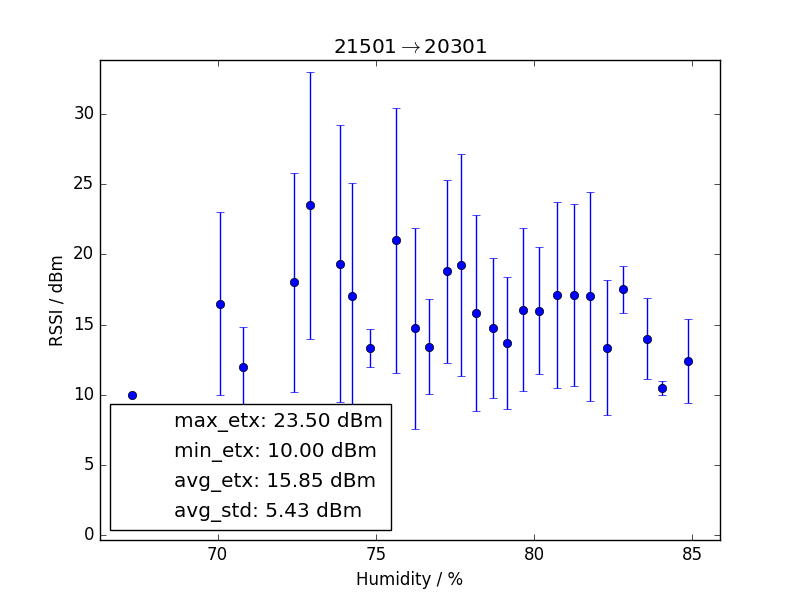 21501→20301
30
25
20
15
10
5
0
RSSI / dBm
max_etx: 23.50 dBm
min_etx: 10.00 dBm
avg_etx: 15.85 dBm
avg_std: 5.43 dBm
70 75 80 85
Humidity / %